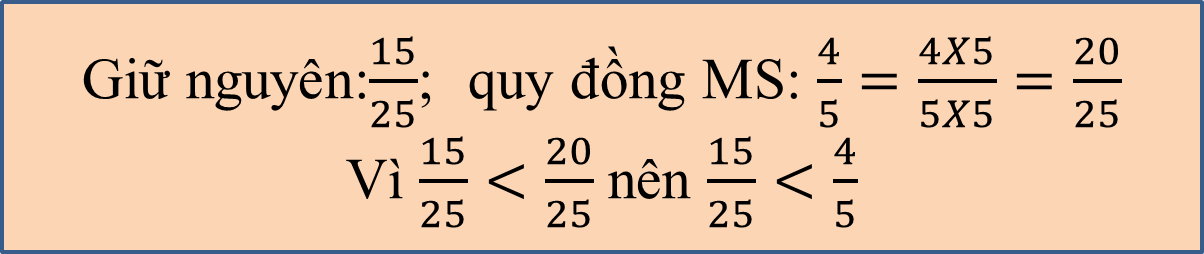 Giữ nguyên:15/25; quy đồng MS: 4/5 = 4X5/5X5 = 20/25
Vì 15/25 < 20/25 nên 15/25 < 4/5